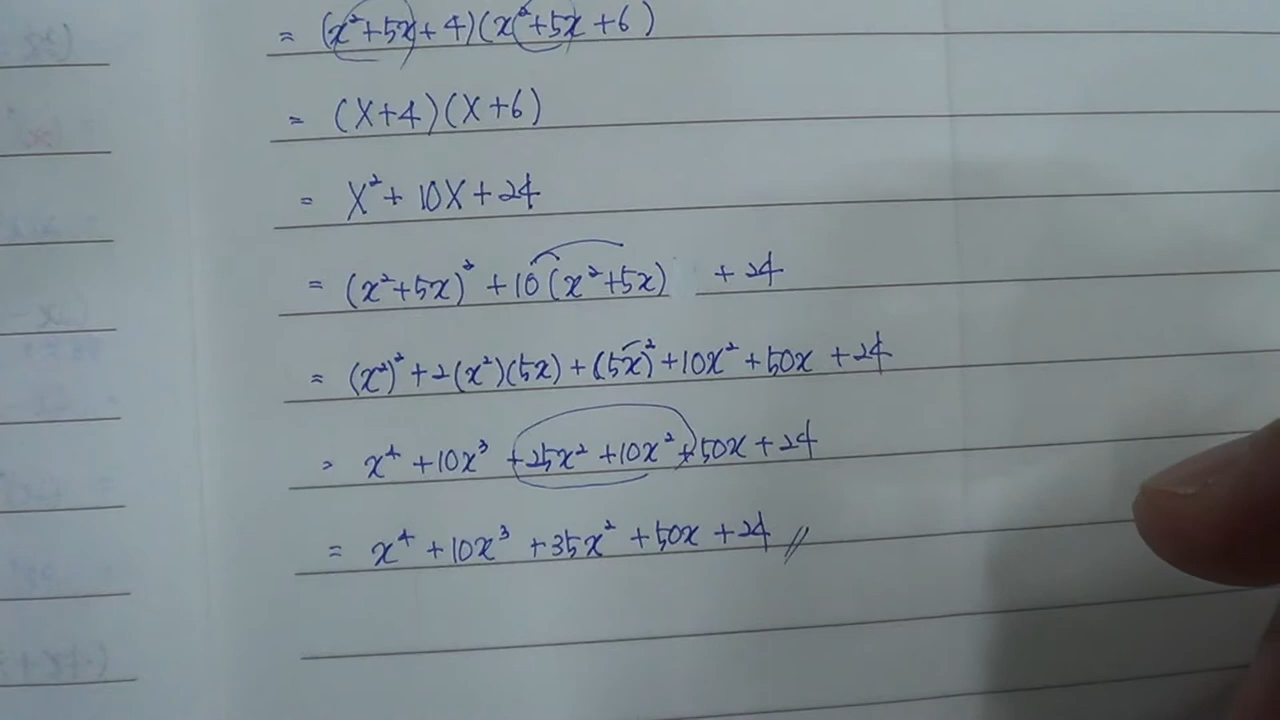 = (x²+5x+4)(x²+5x+6)
= (X+4)(X+6)
= X²+10X+24
= (x²+5x)²+10(x²+5x) +24
= (x²)²+2(x²)(5x)+(5x)²+10x²+50x+24
= x⁴+10x³+25x²+10x²+50x+24
= x⁴+10x³+35x²+50x+24 //